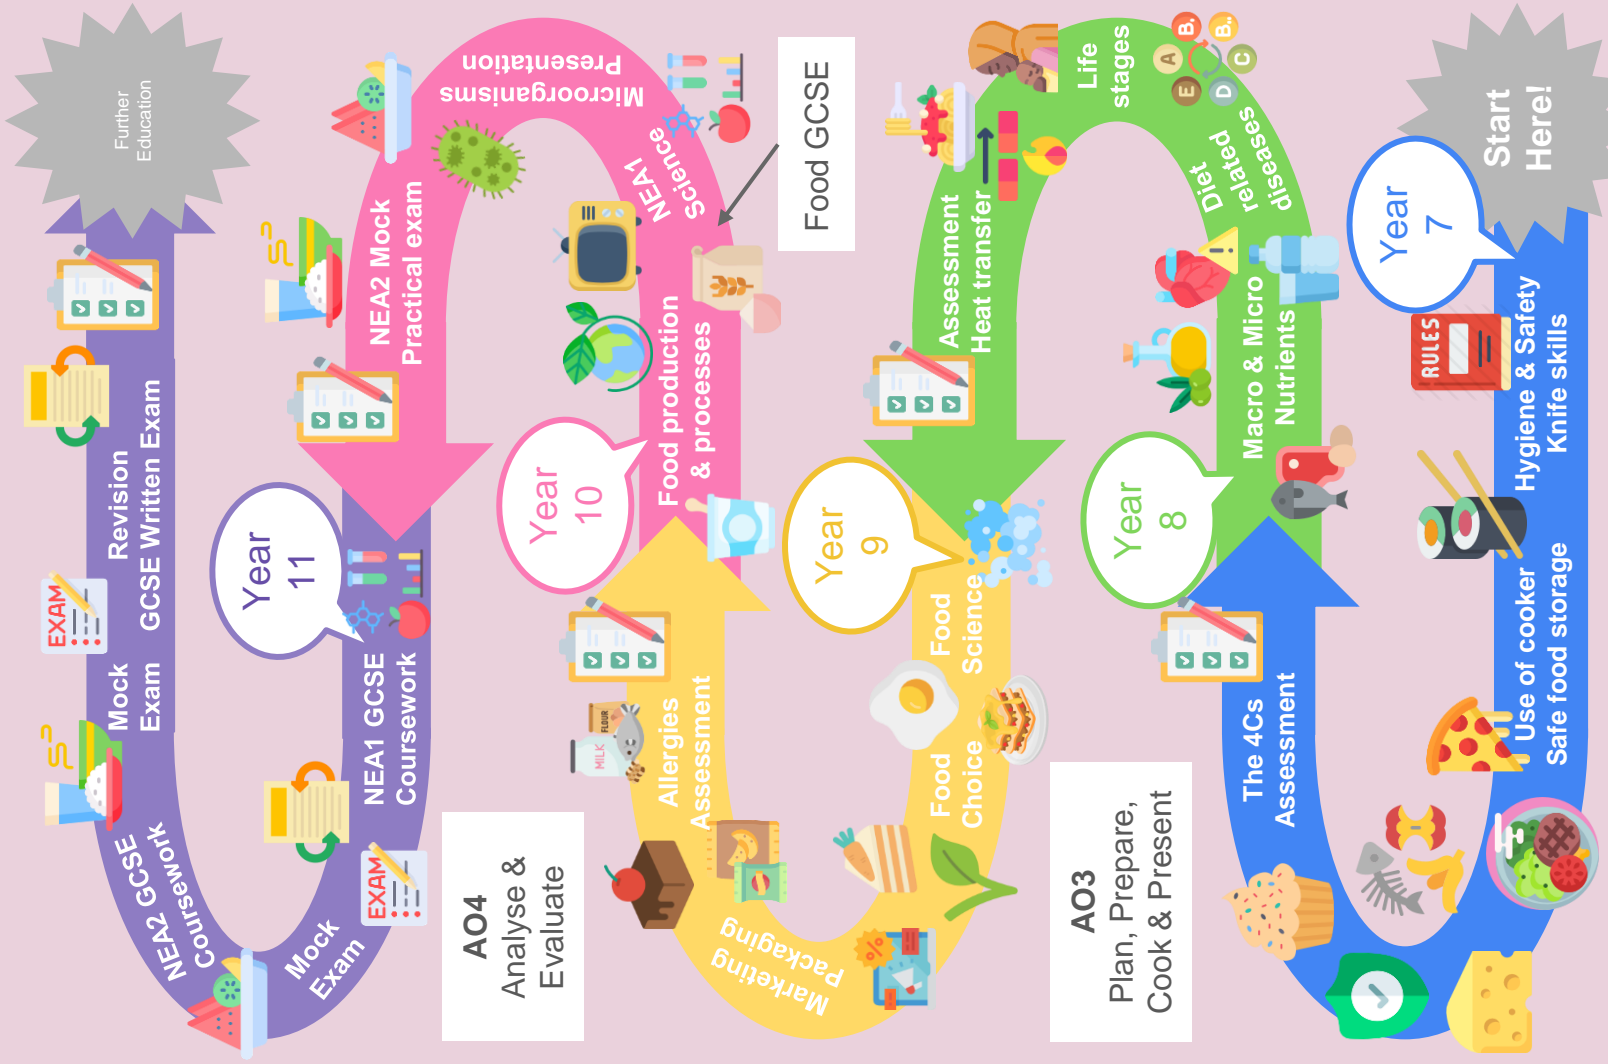 Start
Here!
Year
7
Hygiene & Safety
Knife skills
RULES
Use of cooker
Safe food storage
The 4Cs
Assessment
Year
8
Macro & Micro
Nutrients
Diet
related
diseases
A
B.
B..
C
D
E
Life
stages
Assessment
Heat transfer
Year
9
Food
Science
Food
Choice
Marketing
Packaging
%
Allergies
Assessment
MILK
FLOUR
Year
10
Food production
& processes
Food GCSE
NEA1
Science
Microorganisms
Presentation
NEA2 Mock
Practical exam
Year
11
NEA1 GCSE
Coursework
EXAM
Mock
Exam
NEA2 GCSE
Coursework
Mock
Exam
EXAM
Revision
GCSE Written Exam
Further
Education
AO4
Analyse &
Evaluate
AO3
Plan, Prepare,
Cook & Present